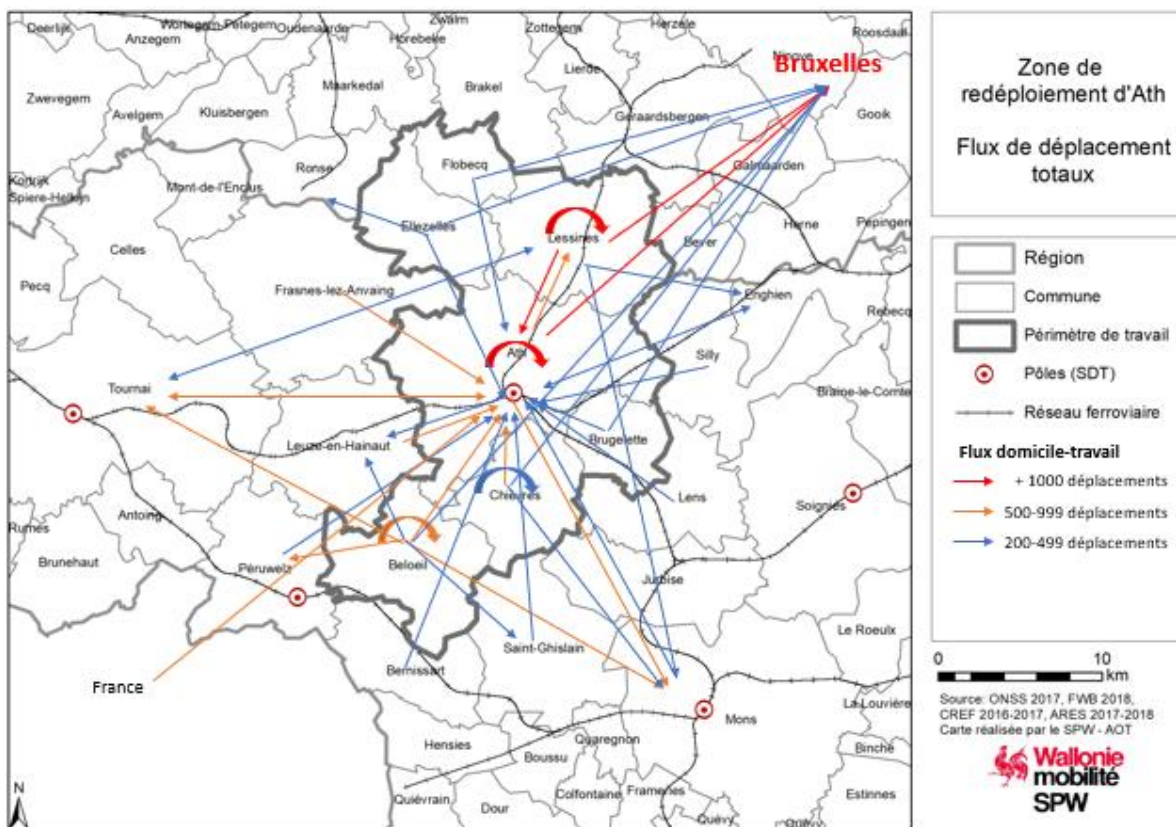 Zwalm
Wortegem-Petegem
Oudenaarde
Zottegem
Herzele
Deerlijk
Anzegem
Horebeke
Roosdaal
Ninove
Lierde
Bruxelles
Maarkedal
Brakel
Zwevegem
Avelgem
Kluisbergen
Geraardsbergen
Gooik
Flobecq
Ronse
Galmaarden
Kortrijk
Spiere-Helkijn
Mont-de-l'Enclus
Ellezelles
Lessines
Herne
Pepingen
Bever
Celles
Pecq
Frasnes-lez-Anvaing
Enghien
Rebecq
Ath
Silly
Tournai
Braine-le-Comte
Leuze-en-Hainaut
Brugelette
Chièvres
Lens
Soignies
Antoing
Rumes
Brunehaut
Péruwelz
Beloeil
Jurbise
Le Roeulx
Saint-Ghislain
Bernissart
France
Mons
La Louvière
Hensies
Quaregnon
Boussu
Binche
Colfontaine
Frameries
Estinnes
Quiévrain
Dour
Quévy
Quévy
N
Zone de
redéploiement d'Ath
Flux de déplacement
totaux
Région
Commune
Périmètre de travail
Pôles (SDT)
Réseau ferroviaire
Flux domicile-travail
+ 1000 déplacements
500-999 déplacements
200-499 déplacements
0 10
km
Source: ONSS 2017, FWB 2018,
CREF 2016-2017, ARES 2017-2018
Carte réalisée par le SPW - AOT
Wallonie
mobilité
SPW